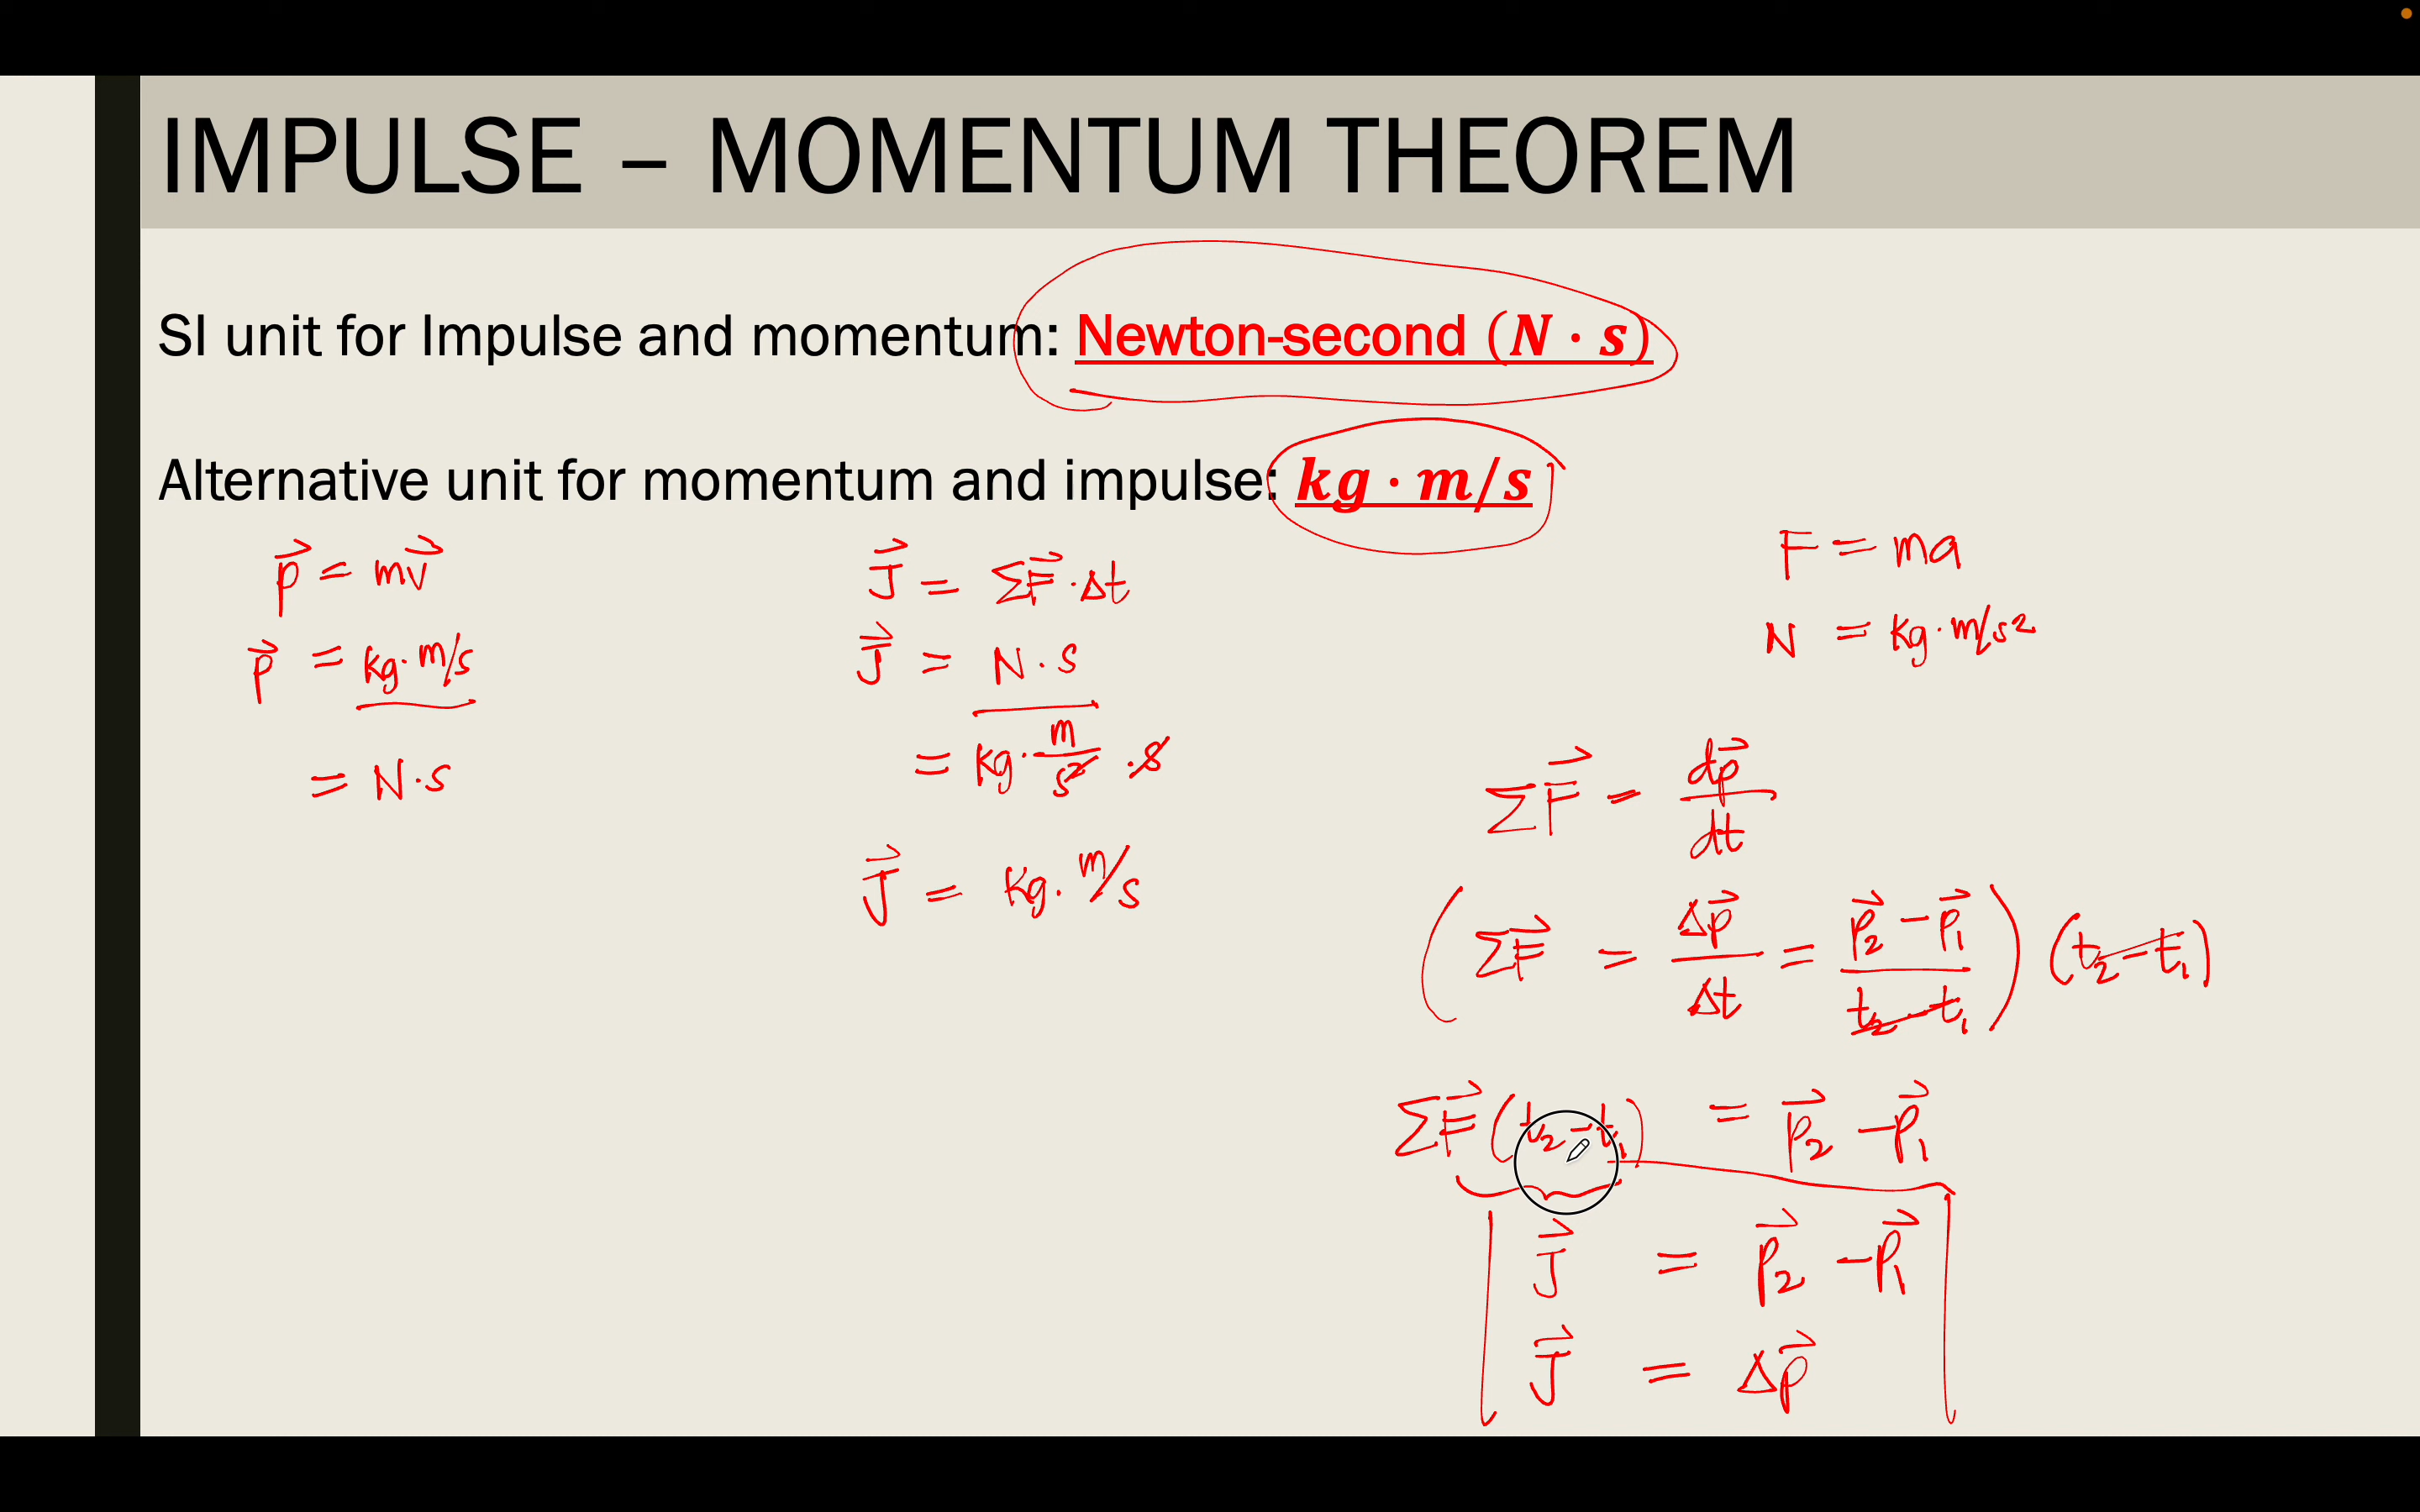 IMPULSE – MOMENTUM THEOREM
SI unit for Impulse and momentum: Newton-second (N · s)
Alternative unit for momentum and impulse: kg · m/s
p⃗ = mv⃗
p⃗ = kg·m/s
= N·s
J⃗ = ΣF⃗·Δt
J⃗ = N·s
= kg·m/s²·s
J⃗ = kg·m/s
F = ma
N = kg·m/s²
ΣF⃗ = dp⃗/dt
(ΣF⃗ = Δp⃗/Δt = (p⃗₂ − p⃗₁)/(t₂ − t₁)) (t₂ − t₁)
ΣF⃗(t₂ − t₁) = p⃗₂ − p⃗₁
J⃗ = p⃗₂ − p⃗₁
J⃗ = Δp⃗